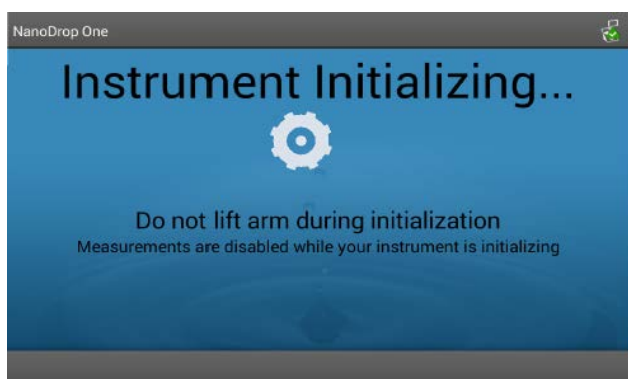 NanoDrop One
Instrument Initializing...
Do not lift arm during initialization
Measurements are disabled while your instrument is initializing